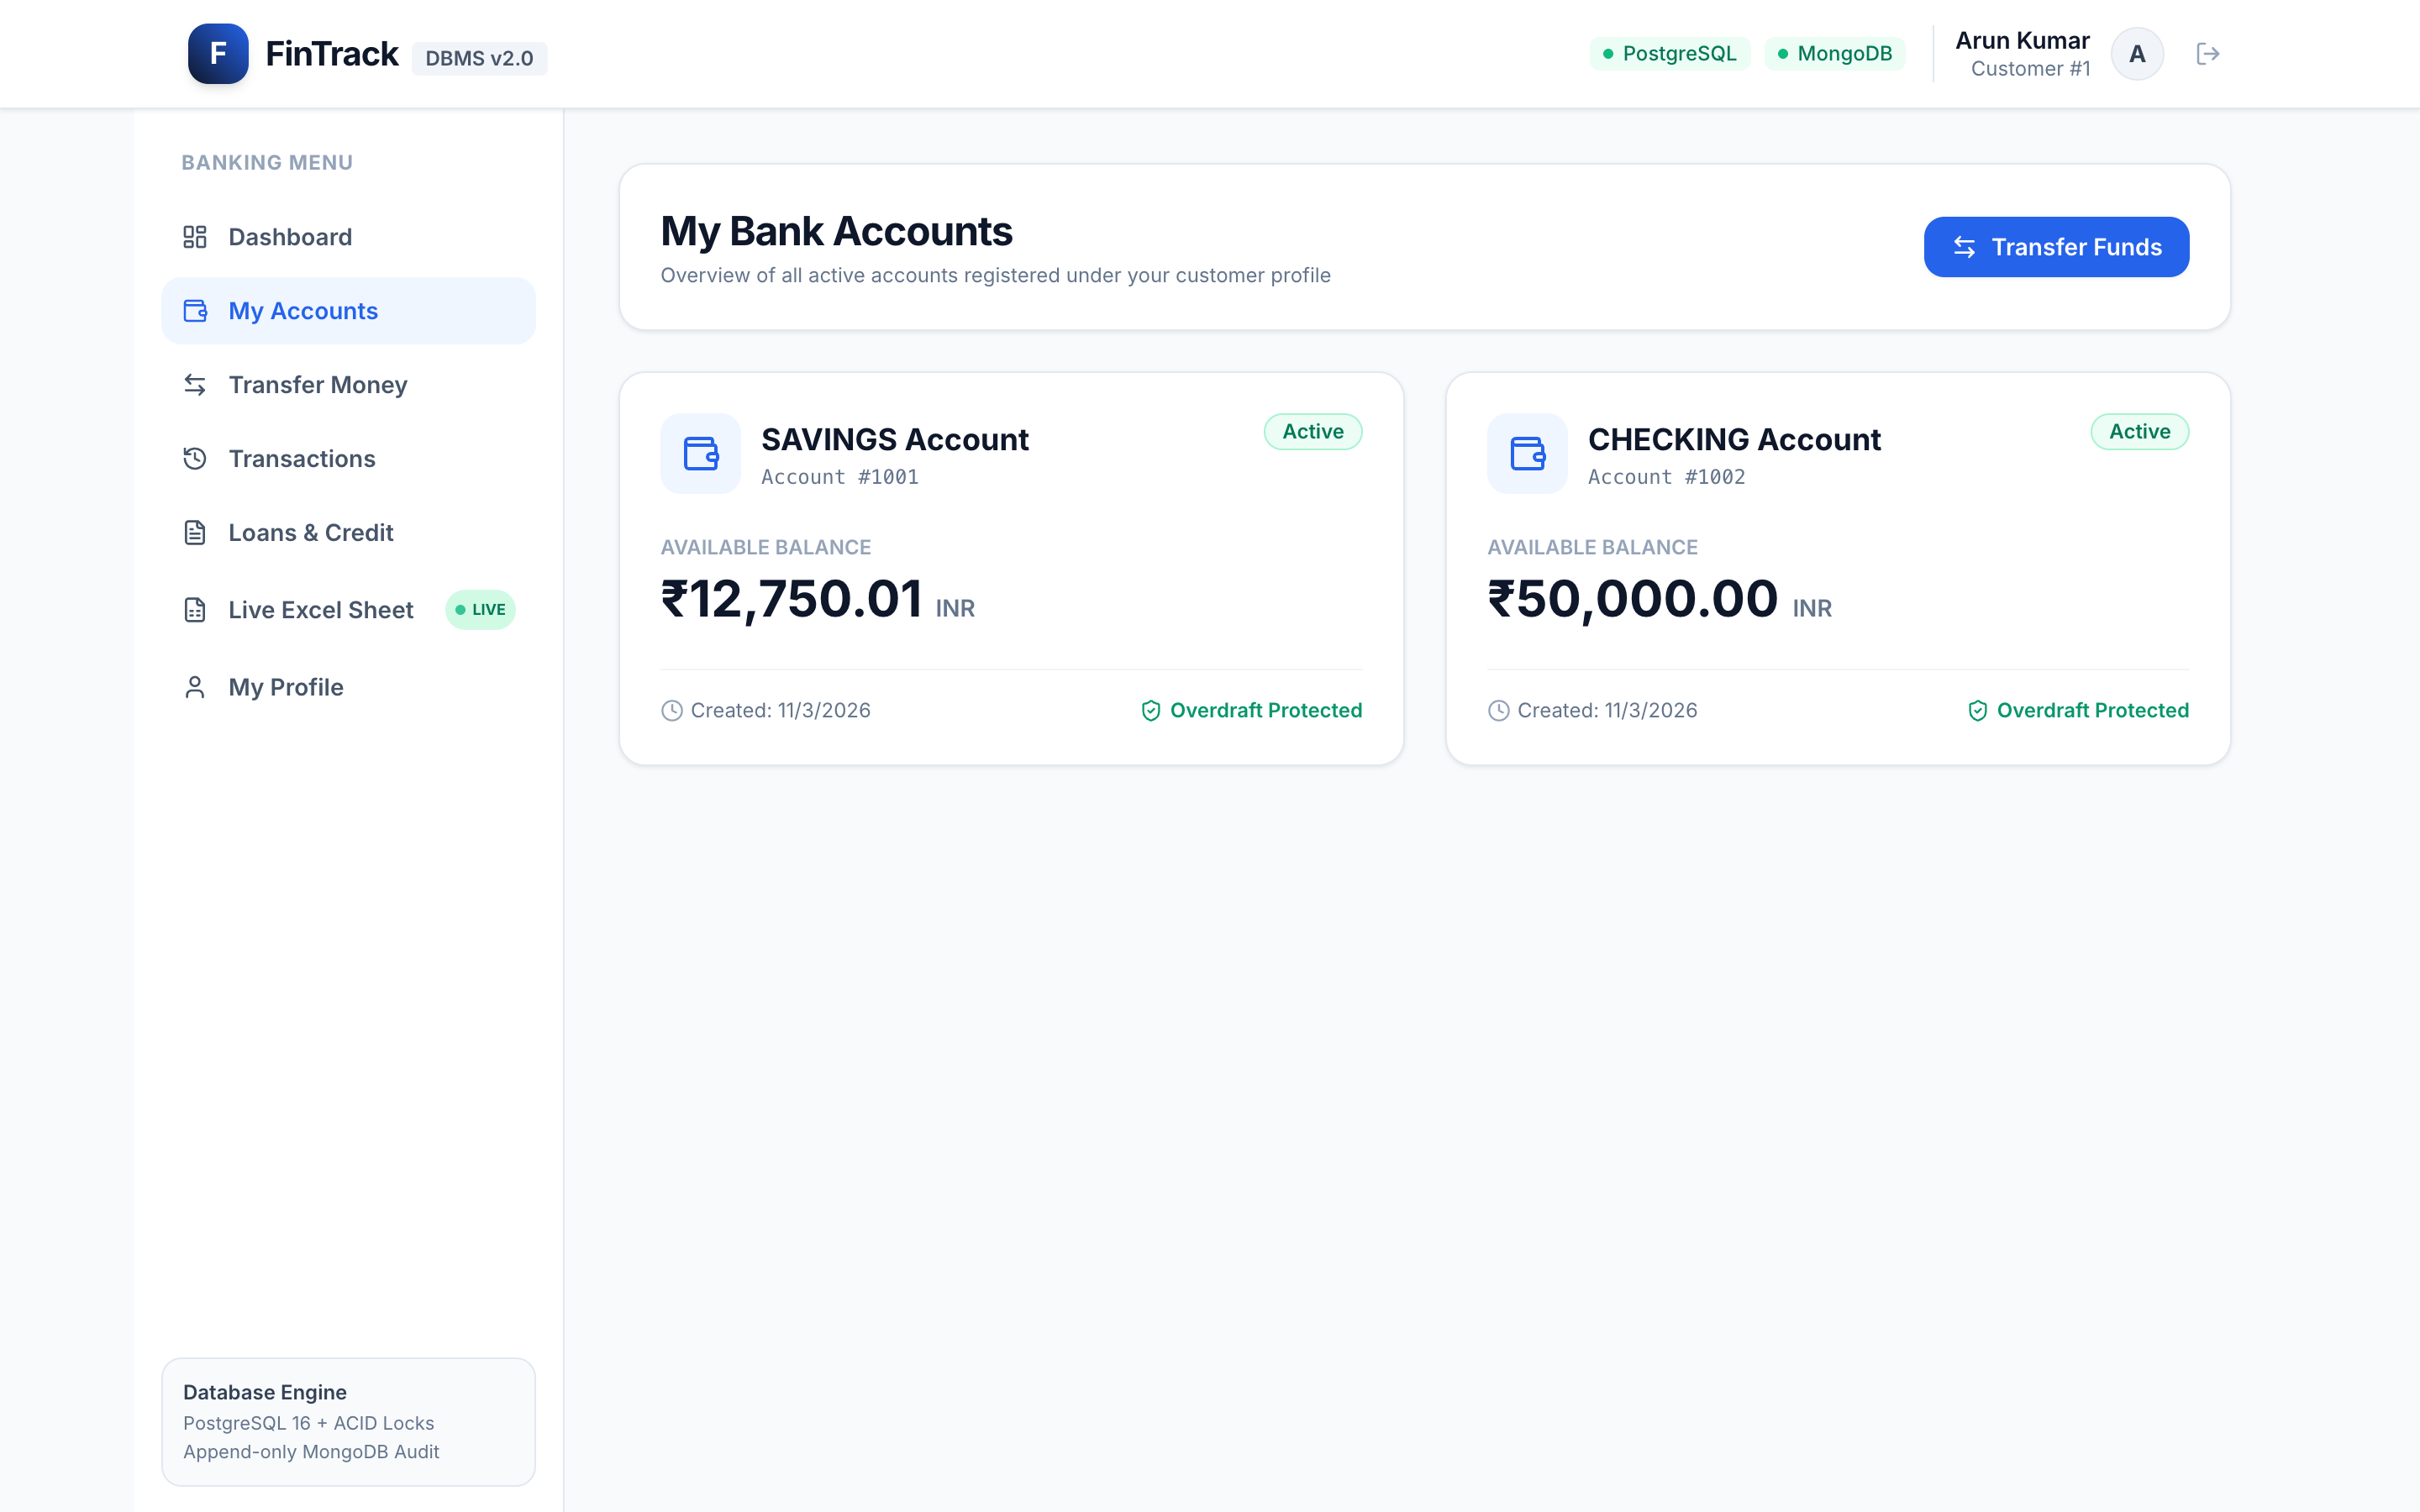 F FinTrack DBMS v2.0
PostgreSQL MongoDB
Arun Kumar
Customer #1
A
BANKING MENU
Dashboard
My Accounts
Transfer Money
Transactions
Loans & Credit
Live Excel Sheet LIVE
My Profile
Database Engine
PostgreSQL 16 + ACID Locks
Append-only MongoDB Audit
My Bank Accounts
Overview of all active accounts registered under your customer profile
Transfer Funds
SAVINGS Account
Active
Account #1001
AVAILABLE BALANCE
₹12,750.01 INR
Created: 11/3/2026
Overdraft Protected
CHECKING Account
Active
Account #1002
AVAILABLE BALANCE
₹50,000.00 INR
Created: 11/3/2026
Overdraft Protected